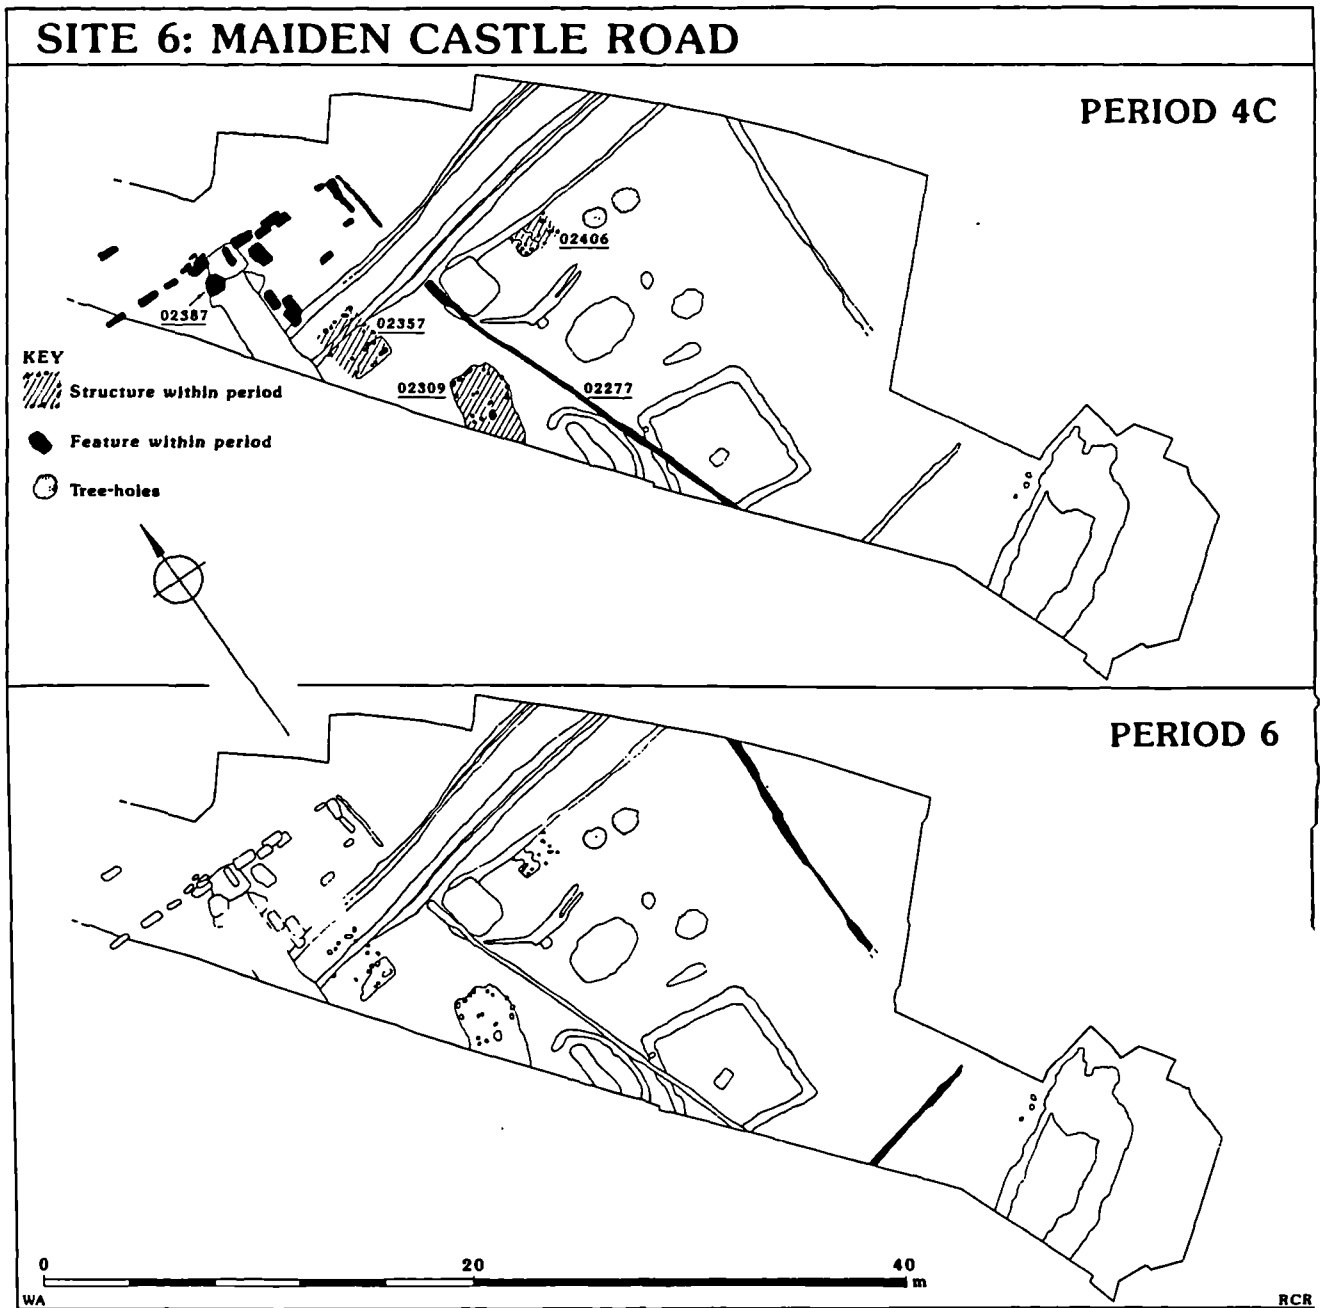 SITE 6: MAIDEN CASTLE ROAD
PERIOD 4C
02406
02387
02357
KEY
Structure within period
02309
02277
Feature within period
Tree-holes
PERIOD 6
0 20 40
m
WA
RCR